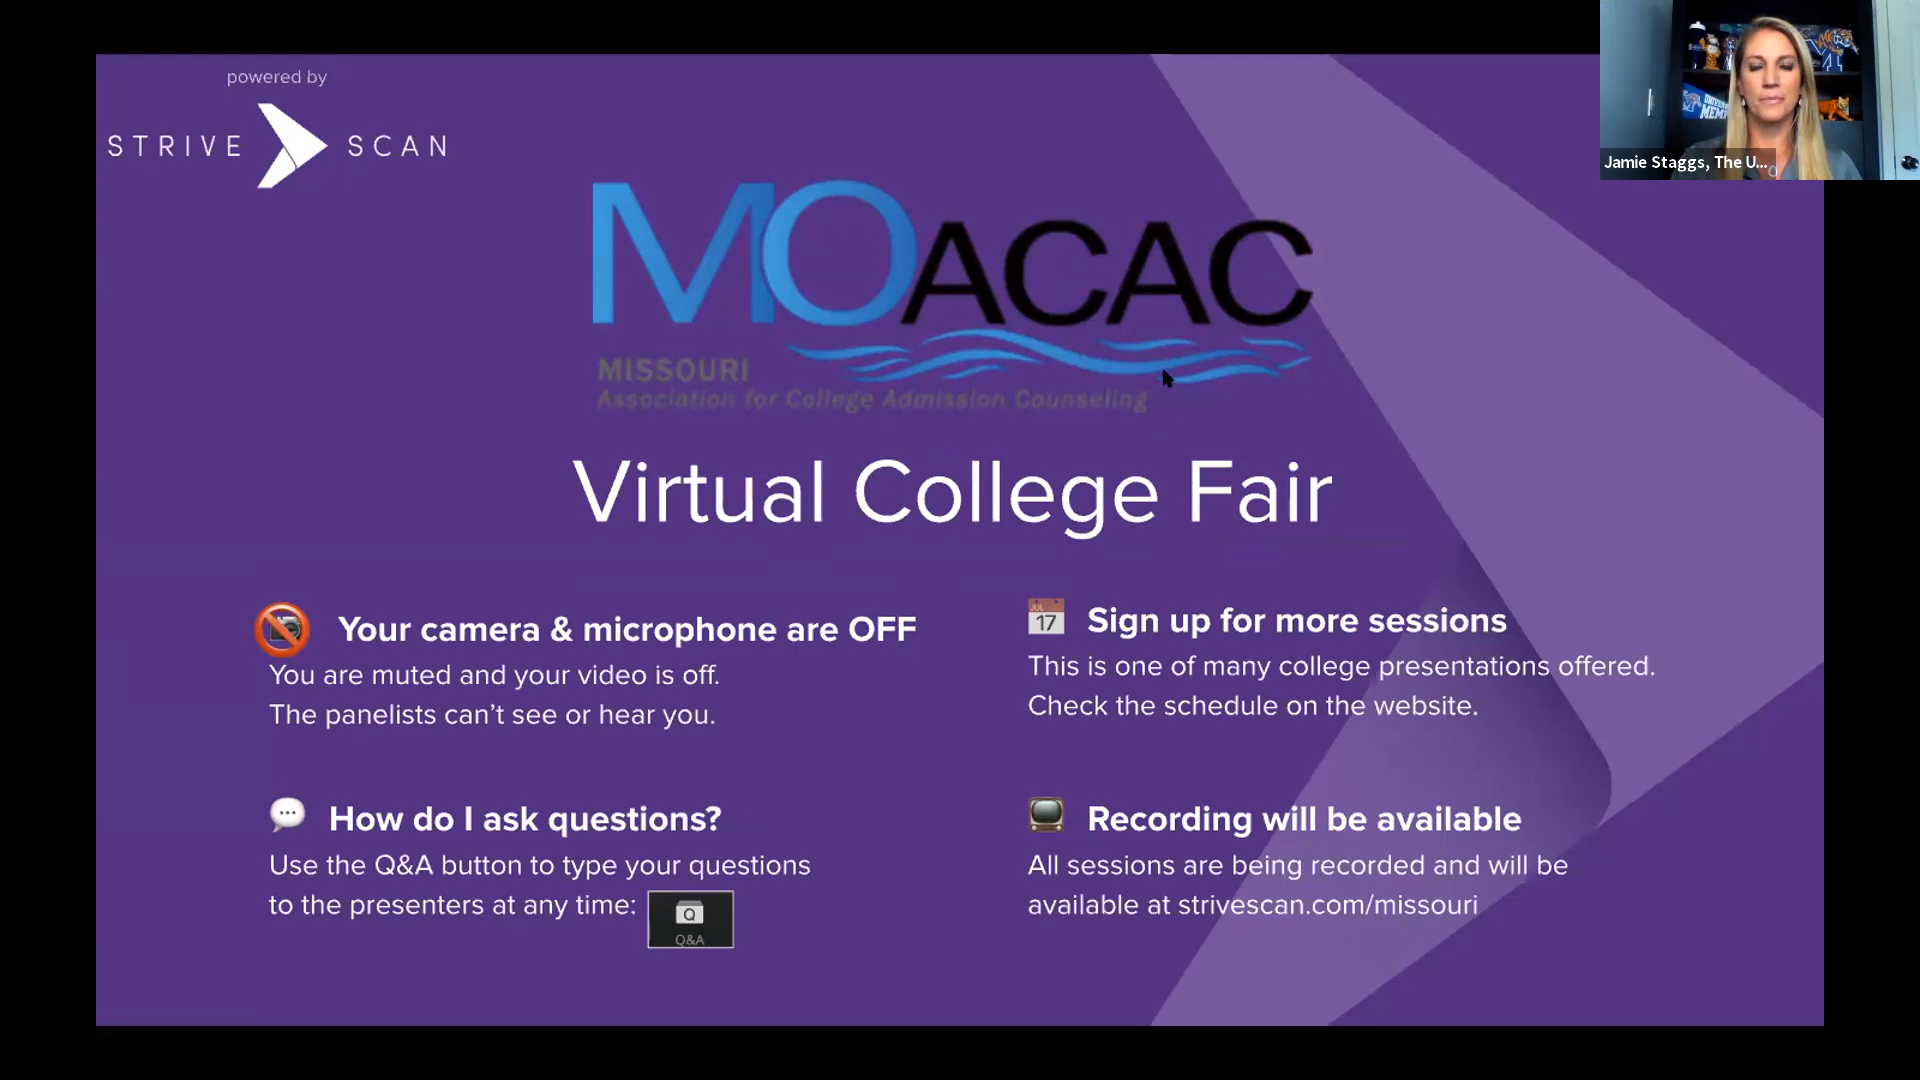 powered by
STRIVE SCAN
Jamie Staggs, The U...
MOACAC
MISSOURI
Association for College Admission Counseling
Virtual College Fair
Your camera & microphone are OFF
You are muted and your video is off.
The panelists can't see or hear you.
JUL
17
Sign up for more sessions
This is one of many college presentations offered.
Check the schedule on the website.
How do I ask questions?
Use the Q&A button to type your questions
to the presenters at any time:
Q
Q&A
Recording will be available
All sessions are being recorded and will be
available at strivescan.com/missouri